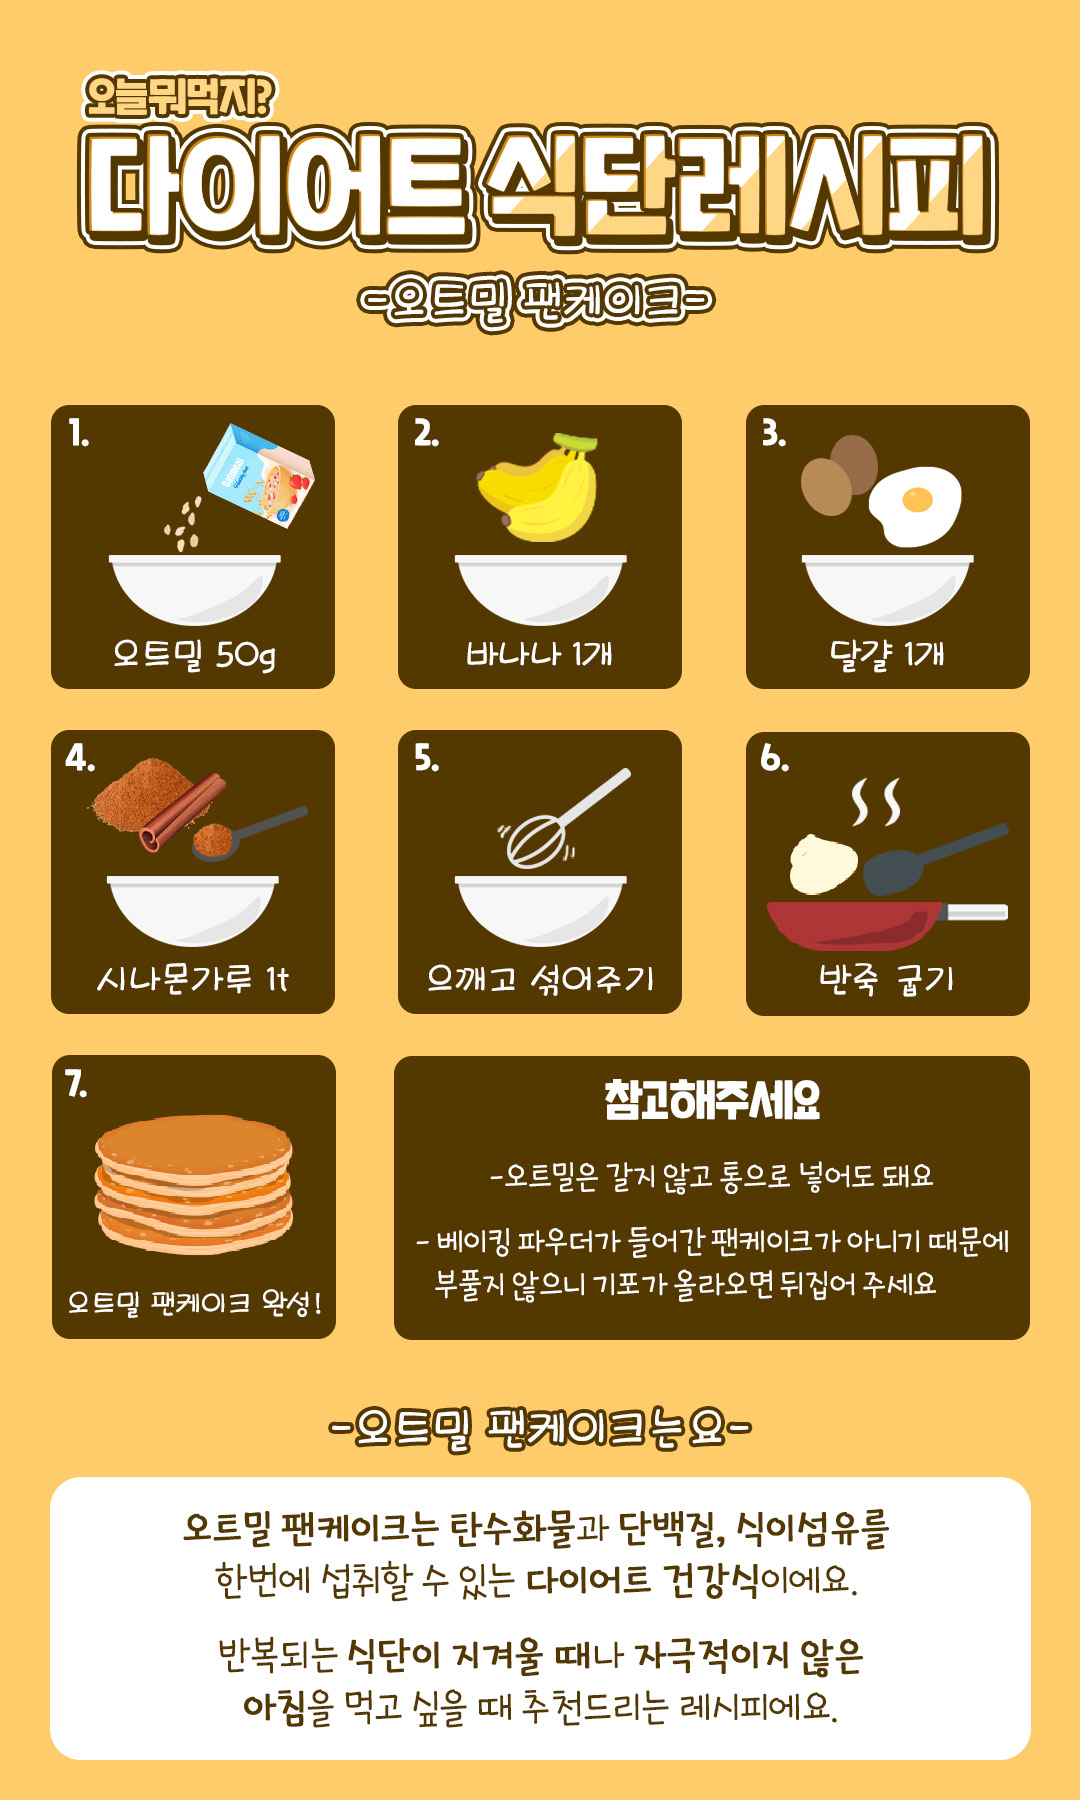 오늘뭐먹지?
다이어트 식단레시피
-오트밀 팬케이크-
1.
oatmeal
오트밀 50g
2.
바나나 1개
3.
달걀 1개
4.
시나몬가루 1t
5.
으깨고 섞어주기
6.
반죽 굽기
7.
오트밀 팬케이크 완성!
참고해주세요
-오트밀은 갈지 않고 통으로 넣어도 돼요
- 베이킹 파우더가 들어간 팬케이크가 아니기 때문에
부풀지 않으니 기포가 올라오면 뒤집어 주세요
-오트밀 팬케이크는요-
오트밀 팬케이크는 탄수화물과 단백질, 식이섬유를
한번에 섭취할 수 있는 다이어트 건강식이에요.
반복되는 식단이 지겨울 때나 자극적이지 않은
아침을 먹고 싶을 때 추천드리는 레시피에요.